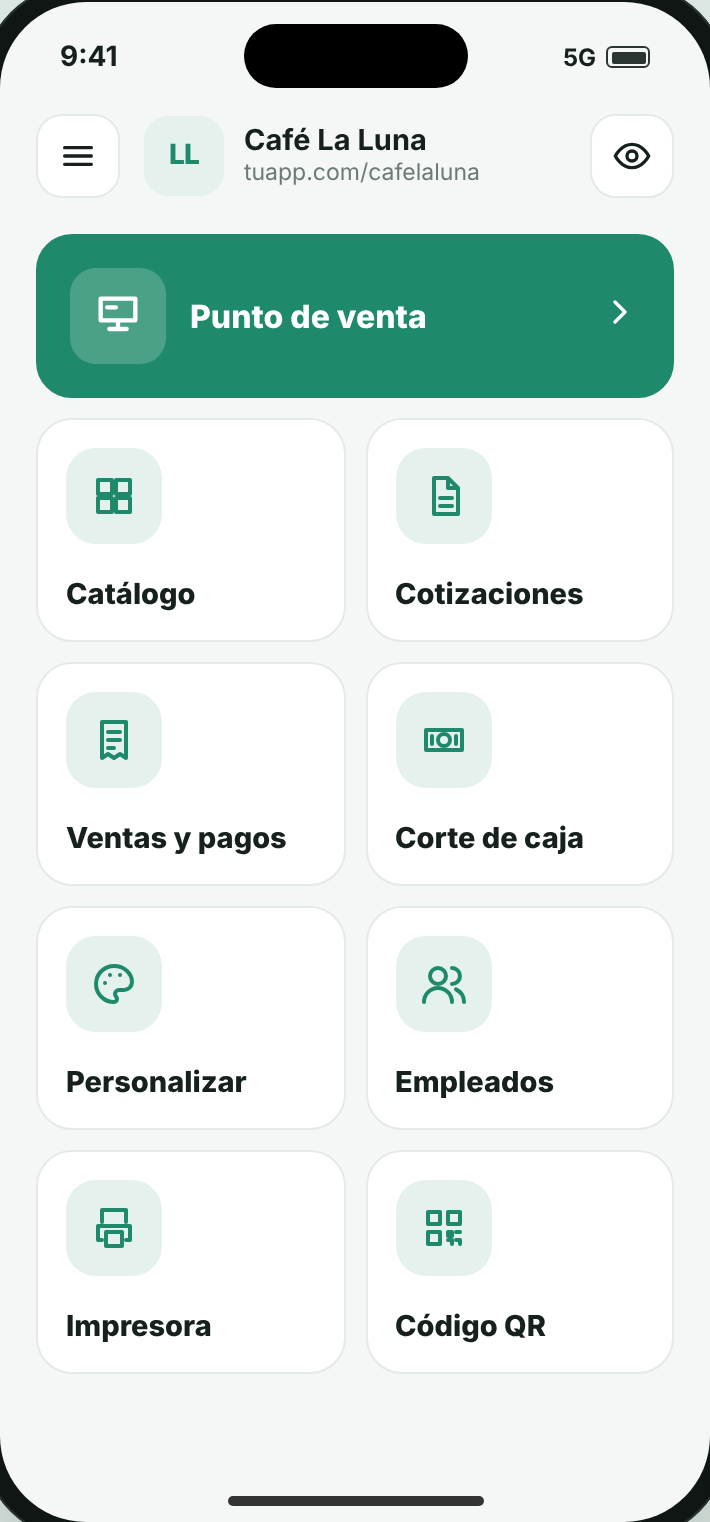 9:41
5G
LL
Café La Luna
tuapp.com/cafelaluna
Punto de venta
Catálogo
Cotizaciones
Ventas y pagos
Corte de caja
Personalizar
Empleados
Impresora
Código QR